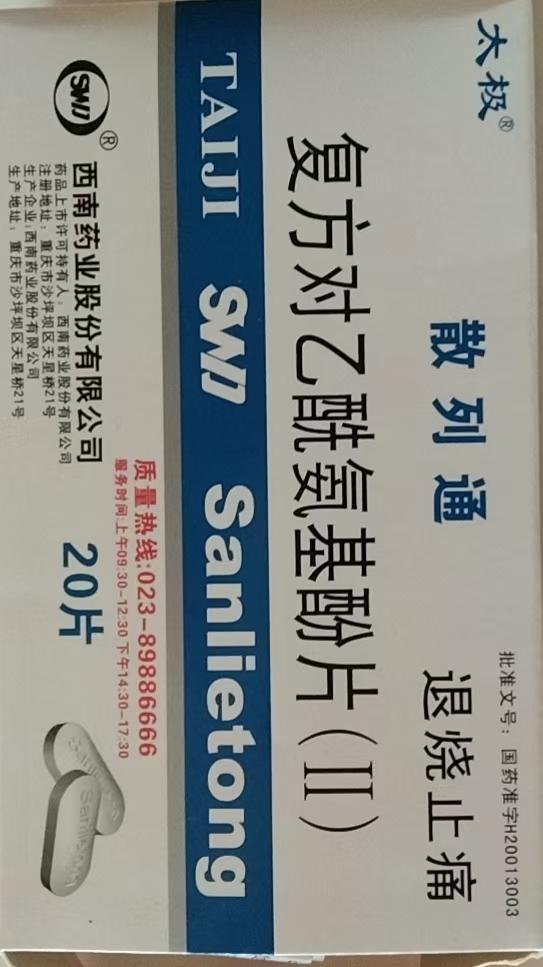 太极®
批准文号：国药准字H20013003
散列通
退烧止痛
复方对乙酰氨基酚片(II)
TAIJI SWP Sanlietong
质量热线:023-89886666
服务时间:上午09:30-12:30 下午14:30-17:30
SWP®
西南药业股份有限公司
20片
药品上市许可持有人：西南药业股份有限公司
注册地址：重庆市沙坪坝区天星桥21号
生产企业:西南药业股份有限公司
生产地址：重庆市沙坪坝区天星桥21号
Sanlietong